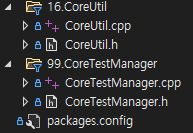 16.CoreUtil
CoreUtil.cpp
CoreUtil.h
99.CoreTestManager
CoreTestManager.cpp
CoreTestManager.h
packages.config